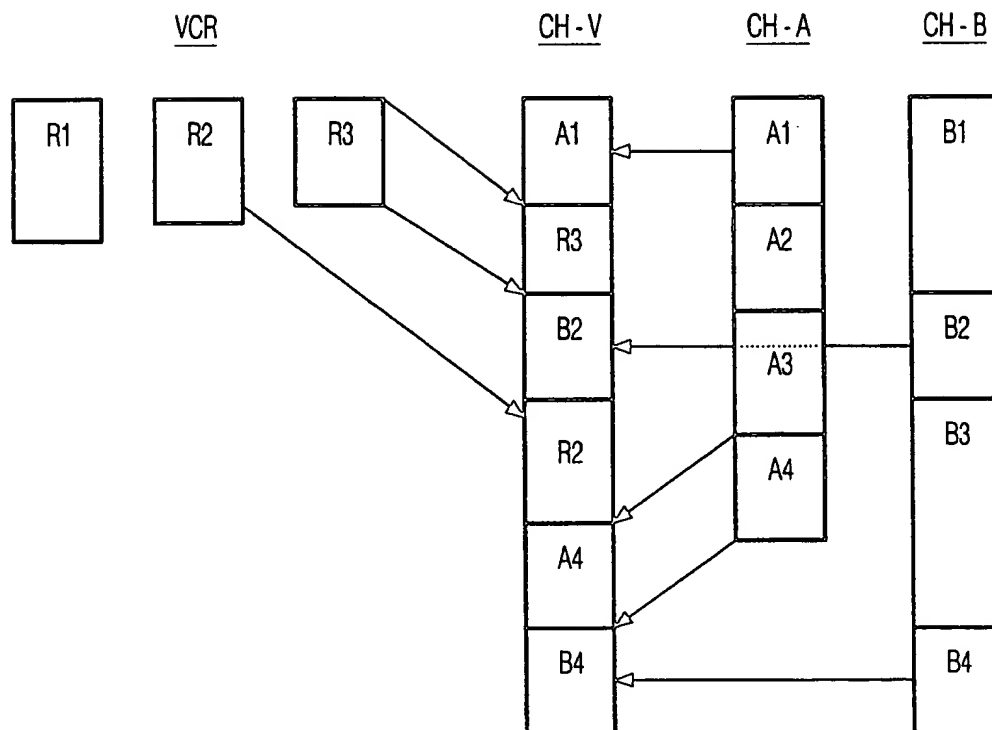 VCR CH - V CH - A CH - B
R1 R2 R3 A1 A1 B1
R3 A2
B2 A3 B2
R2 A4 B3
A4
B4 B4